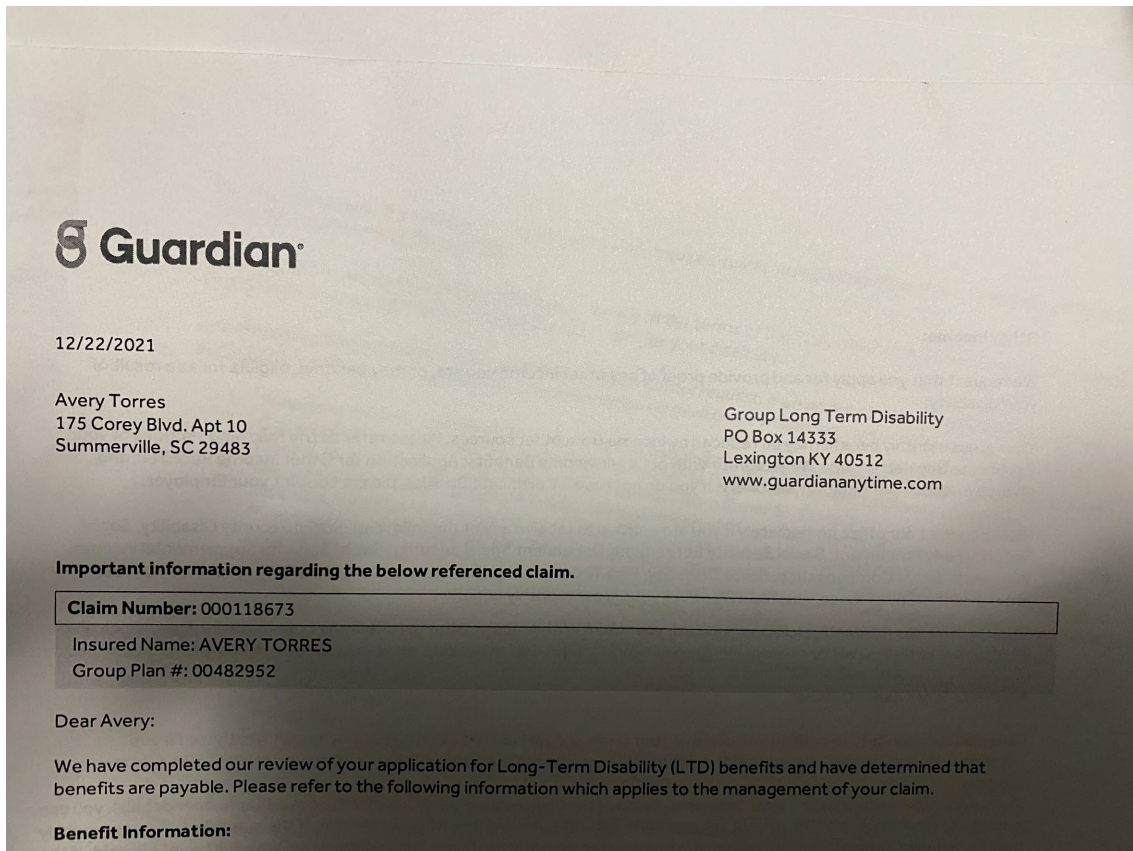 Guardian®
12/22/2021
Avery Torres
175 Corey Blvd. Apt 10
Summerville, SC 29483
Group Long Term Disability
PO Box 14333
Lexington KY 40512
www.guardiananytime.com
Important information regarding the below referenced claim.
Claim Number: 000118673
Insured Name: AVERY TORRES
Group Plan #: 00482952
Dear Avery:
We have completed our review of your application for Long-Term Disability (LTD) benefits and have determined that
benefits are payable. Please refer to the following information which applies to the management of your claim.
Benefit Information: